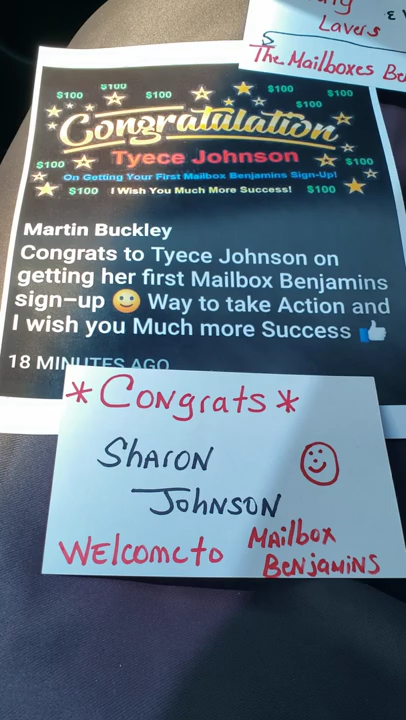 Lavers
The Mailboxes Be
$100 $100 $100 $100 $100
$100
Congratulation
Tyece Johnson
$100 $100
On Getting Your First Mailbox Benjamins Sign-Up!
$100 I Wish You Much More Success! $100
Martin Buckley
Congrats to Tyece Johnson on
getting her first Mailbox Benjamins
sign-up 🙂 Way to take Action and
I wish you Much more Success 👍
18 MINUTES AGO
*Congrats*
Sharon
Johnson
Welcome to Mailbox
Benjamins